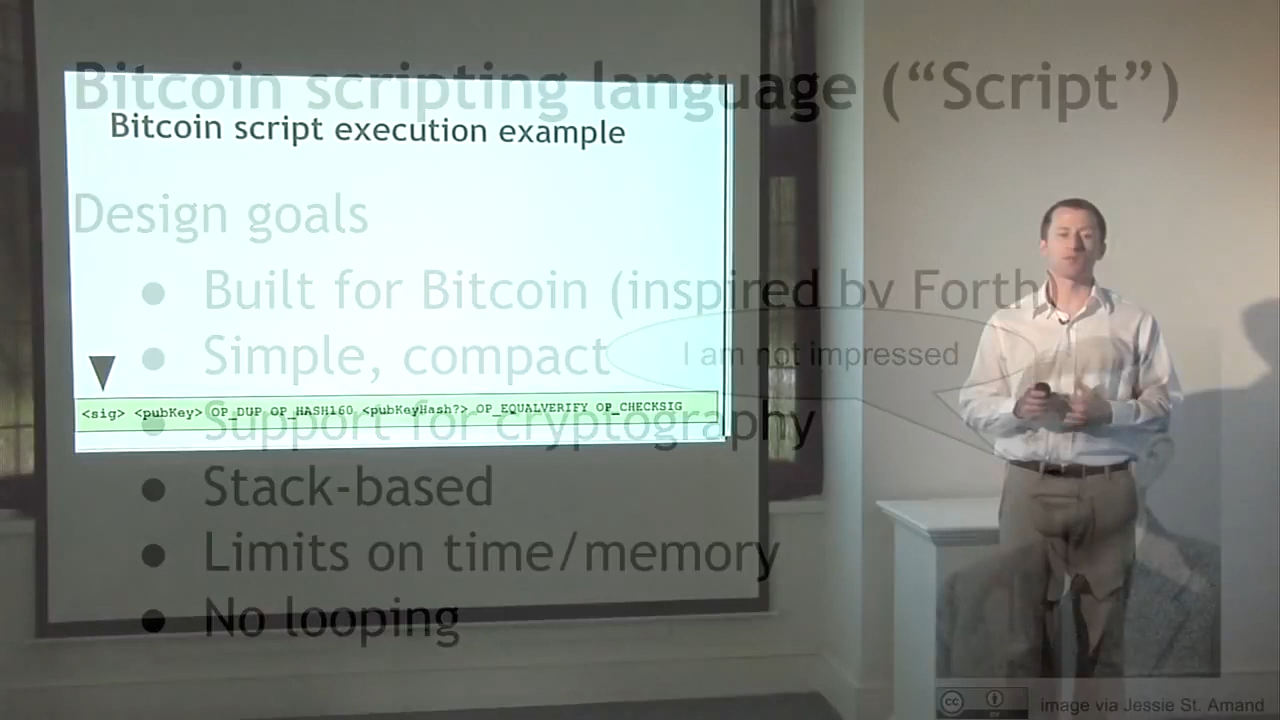 Bitcoin scripting language (“Script”)
Bitcoin script execution example
Design goals
● Built for Bitcoin (inspired by Forth
● Simple, compact
I am not impressed
<sig> <pubKey> OP_DUP OP_HASH160 <pubKeyHash?> OP_EQUALVERIFY OP_CHECKSIG
● Support for cryptography
● Stack-based
● Limits on time/memory
● No looping
cc
BY
image via Jessie St. Amand